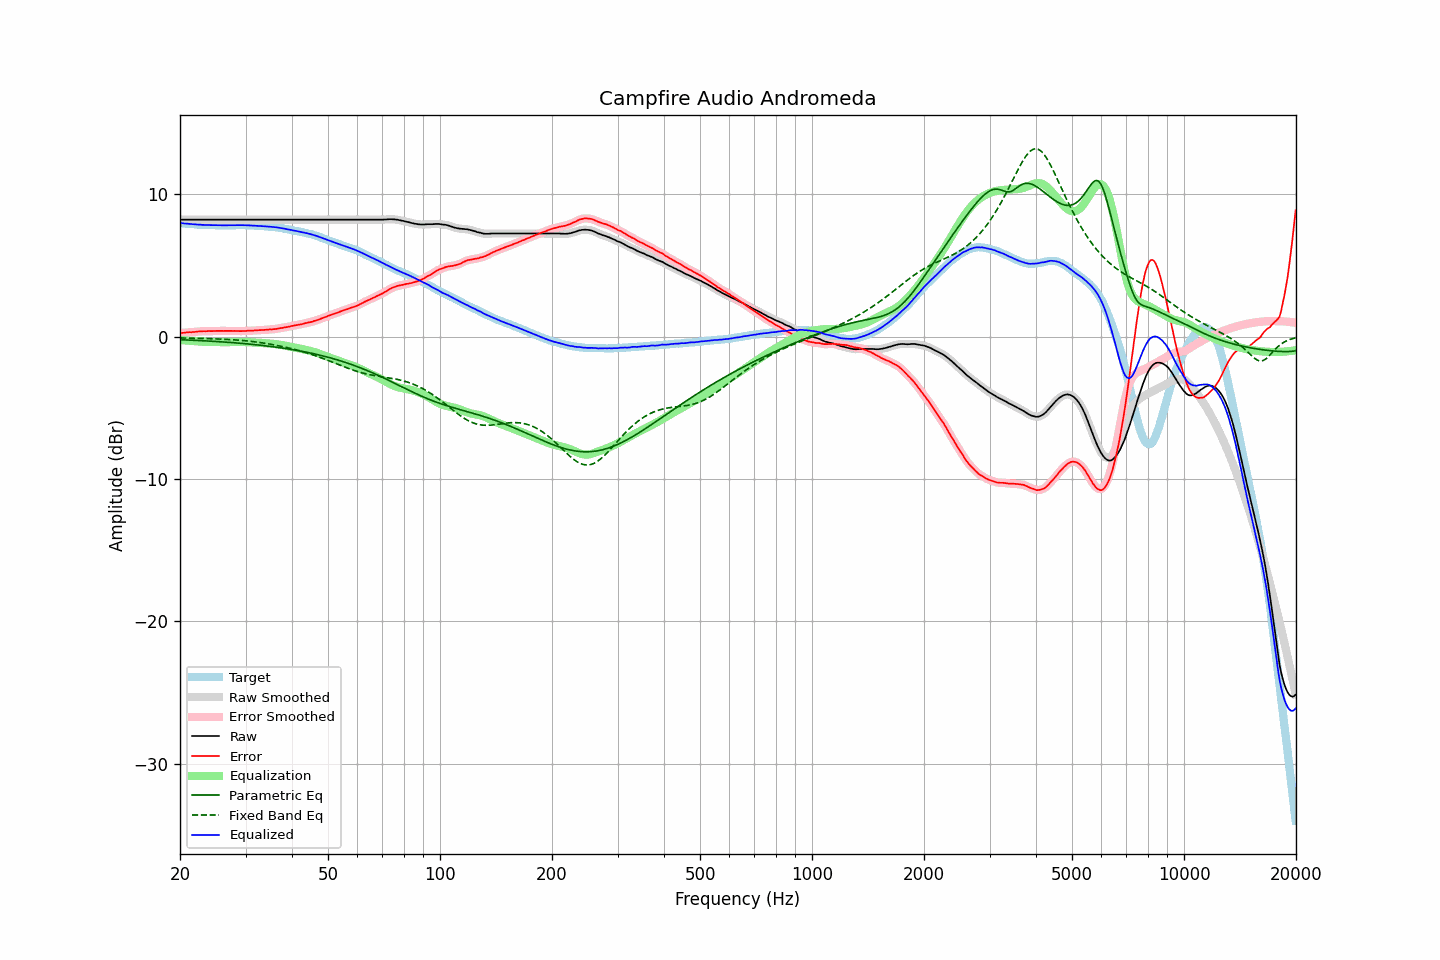 Campfire Audio Andromeda
Amplitude (dBr)
10
0
−10
−20
−30
Target
Raw Smoothed
Error Smoothed
Raw
Error
Equalization
Parametric Eq
Fixed Band Eq
Equalized
20 50 100 200 500 1000 2000 5000 10000 20000
Frequency (Hz)